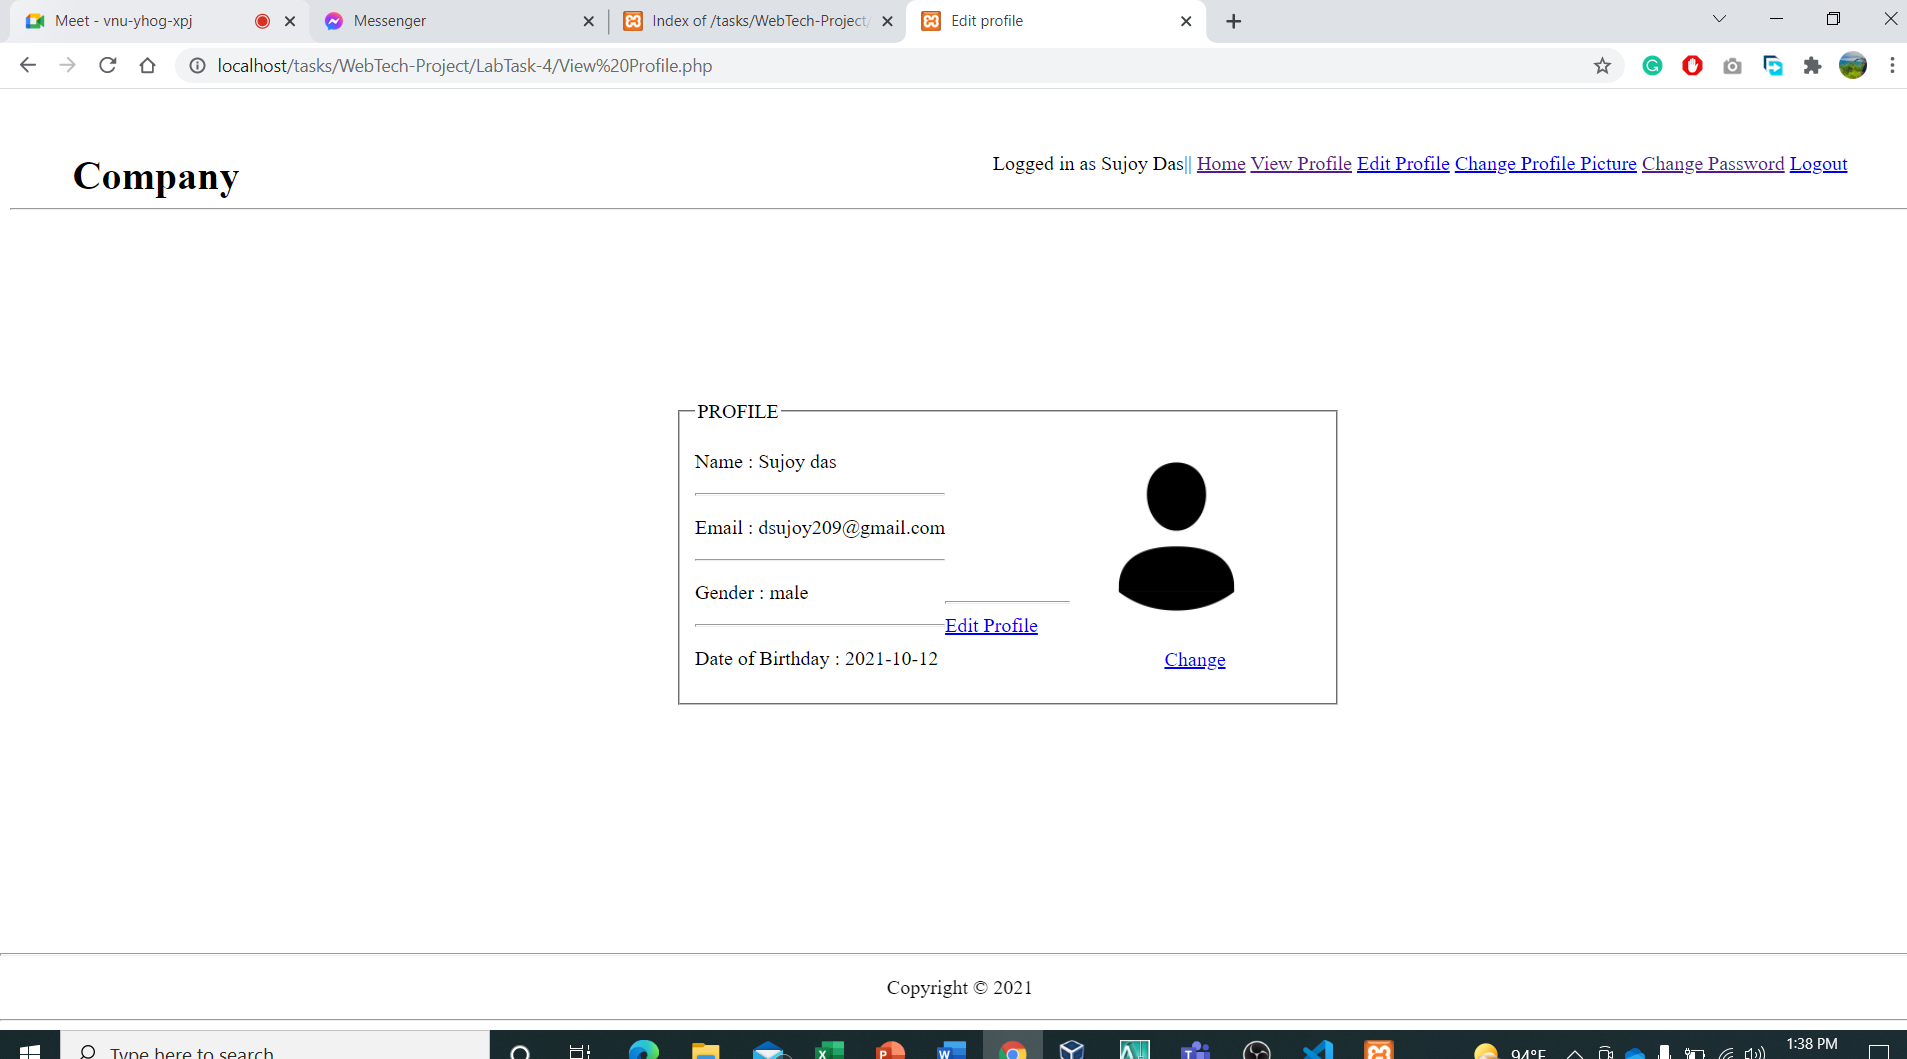 Meet - vnu-yhog-xpj
Messenger
Index of /tasks/WebTech-Project/
Edit profile
localhost/tasks/WebTech-Project/LabTask-4/View%20Profile.php
Company
Logged in as Sujoy Das|| Home View Profile Edit Profile Change Profile Picture Change Password Logout
PROFILE
Name : Sujoy das
Email : dsujoy209@gmail.com
Gender : male
Edit Profile
Date of Birthday : 2021-10-12
Change
Copyright © 2021
Type here to search
94°F
1:38 PM